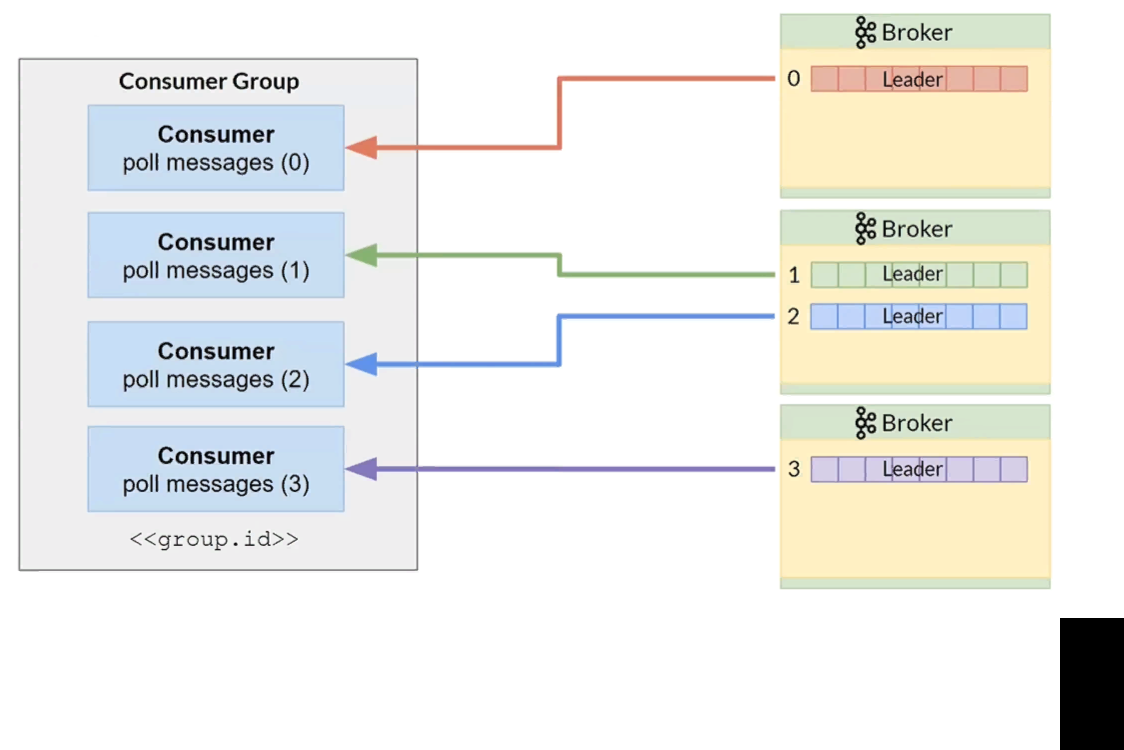 Consumer Group
Consumer
poll messages (0)
Consumer
poll messages (1)
Consumer
poll messages (2)
Consumer
poll messages (3)
<<group.id>>
Broker
0 Leader
Broker
1 Leader
2 Leader
Broker
3 Leader